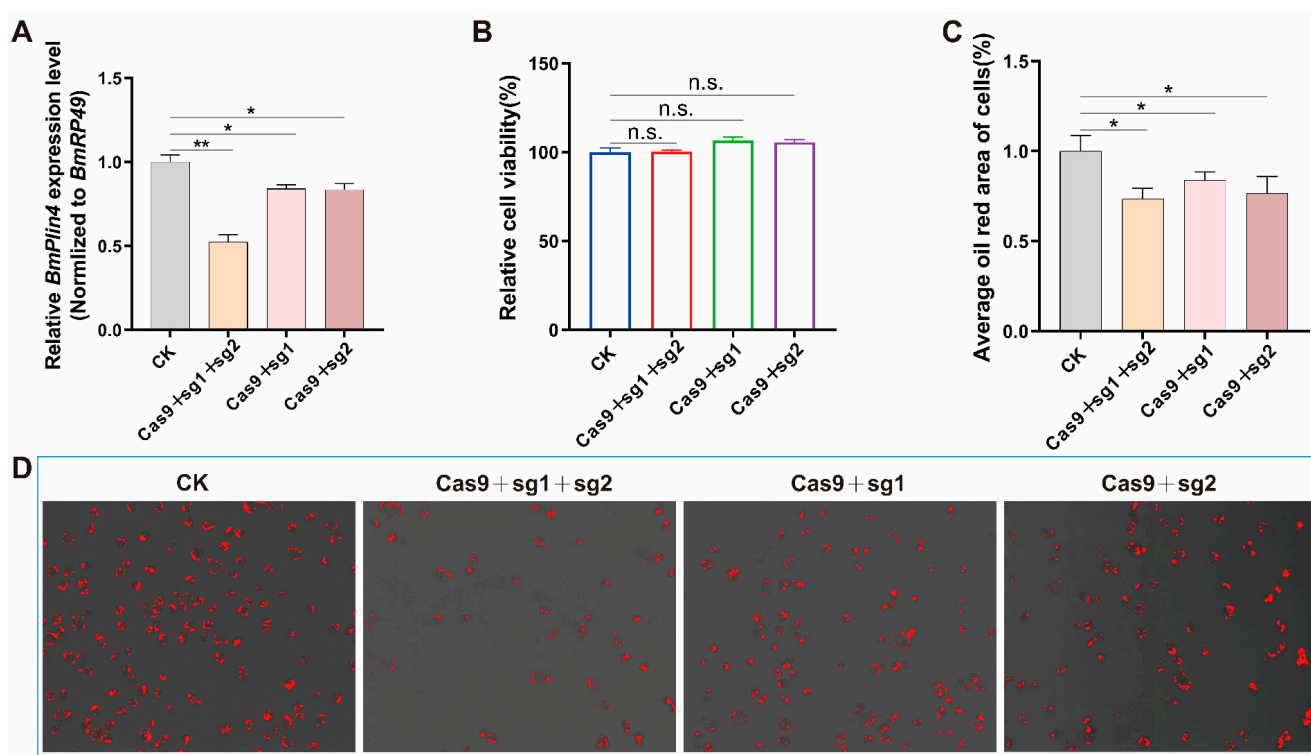 A
Relative BmPlin4 expression level
(Normlized to BmRP49)
1.5
1.0
0.5
0.0
*
*
**
CK
Cas9+sg1+sg2
Cas9+sg1
Cas9+sg2
B
Relative cell viability(%)
150
100
50
0
n.s.
n.s.
n.s.
CK
Cas9+sg1+sg2
Cas9+sg1
Cas9+sg2
C
Average oil red area of cells(%)
1.5
1.0
0.5
0.0
*
*
*
CK
Cas9+sg1+sg2
Cas9+sg1
Cas9+sg2
D
CK
Cas9+sg1+sg2
Cas9+sg1
Cas9+sg2